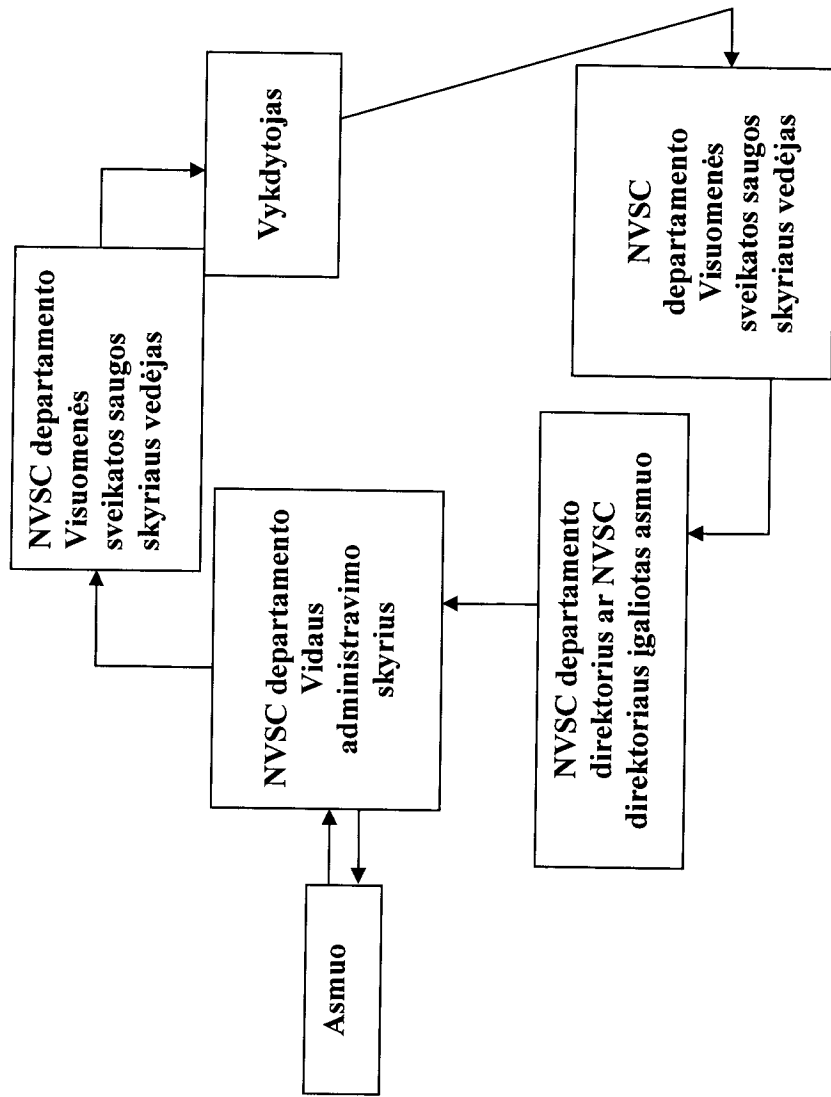 Asmuo
NVSC departamento
Vidaus
administravimo
skyrius
NVSC departamento
Visuomenės
sveikatos saugos
skyriaus vedėjas
Vykdytojas
NVSC
departamento
Visuomenės
sveikatos saugos
skyriaus vedėjas
NVSC departamento
direktorius ar NVSC
direktoriaus įgaliotas asmuo